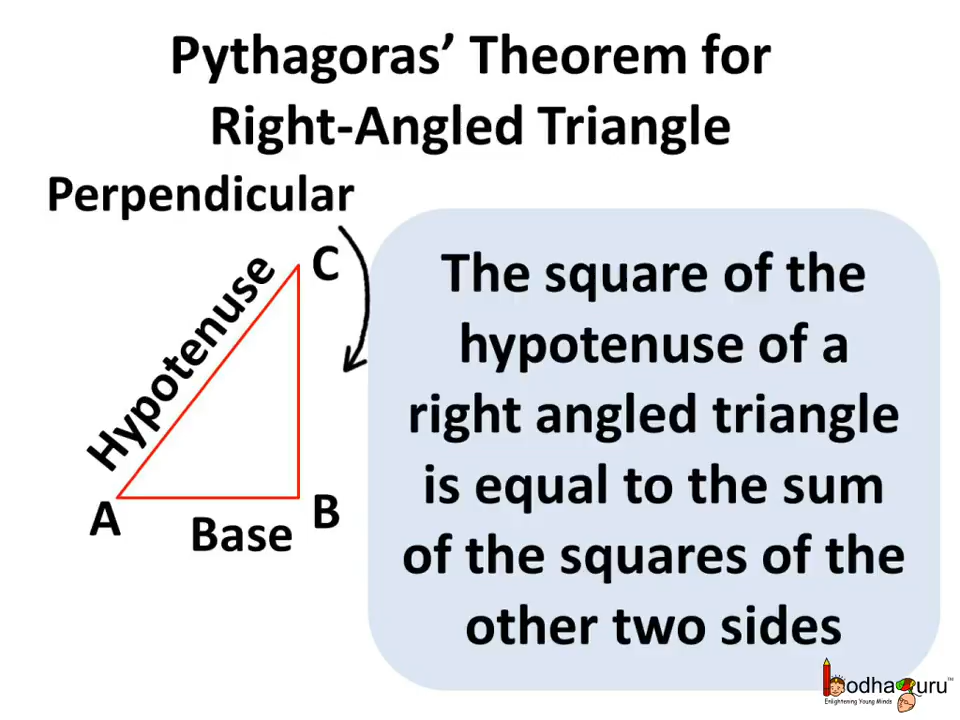 Pythagoras’ Theorem for
Right-Angled Triangle
Perpendicular
C
Hypotenuse
A
B
Base
The square of the
hypotenuse of a
right angled triangle
is equal to the sum
of the squares of the
other two sides
bodhaguru™
Enlightening Young Minds